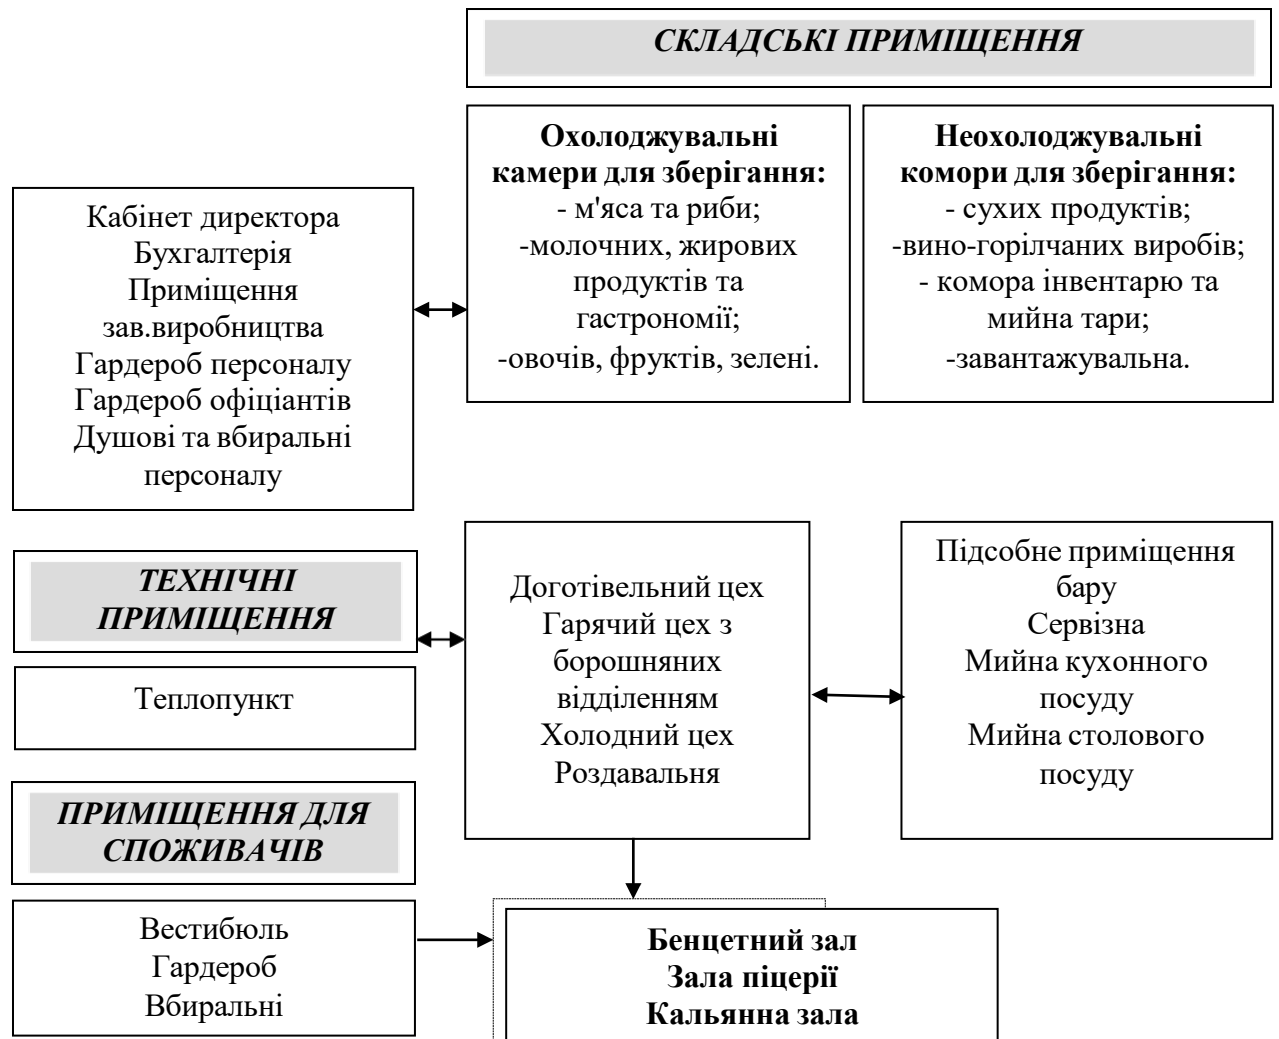 СКЛАДСЬКІ ПРИМІЩЕННЯ
Охолоджувальні
камери для зберігання:
- м'яса та риби;
-молочних, жирових
продуктів та
гастрономії;
-овочів, фруктів, зелені.
Неохолоджувальні
комори для зберігання:
- сухих продуктів;
-вино-горілчаних виробів;
- комора інвентарю та
мийна тари;
-завантажувальна.
Кабінет директора
Бухгалтерія
Приміщення
зав.виробництва
Гардероб персоналу
Гардероб офіціантів
Душові та вбиральні
персоналу
ТЕХНІЧНІ
ПРИМІЩЕННЯ
Теплопункт
Доготівельний цех
Гарячий цех з
борошняних
відділенням
Холодний цех
Роздавальня
Підсобне приміщення
бару
Сервізна
Мийна кухонного
посуду
Мийна столового
посуду
ПРИМІЩЕННЯ ДЛЯ
СПОЖИВАЧІВ
Вестибюль
Гардероб
Вбиральні
Бенцетний зал
Зала піцерії
Кальянна зала